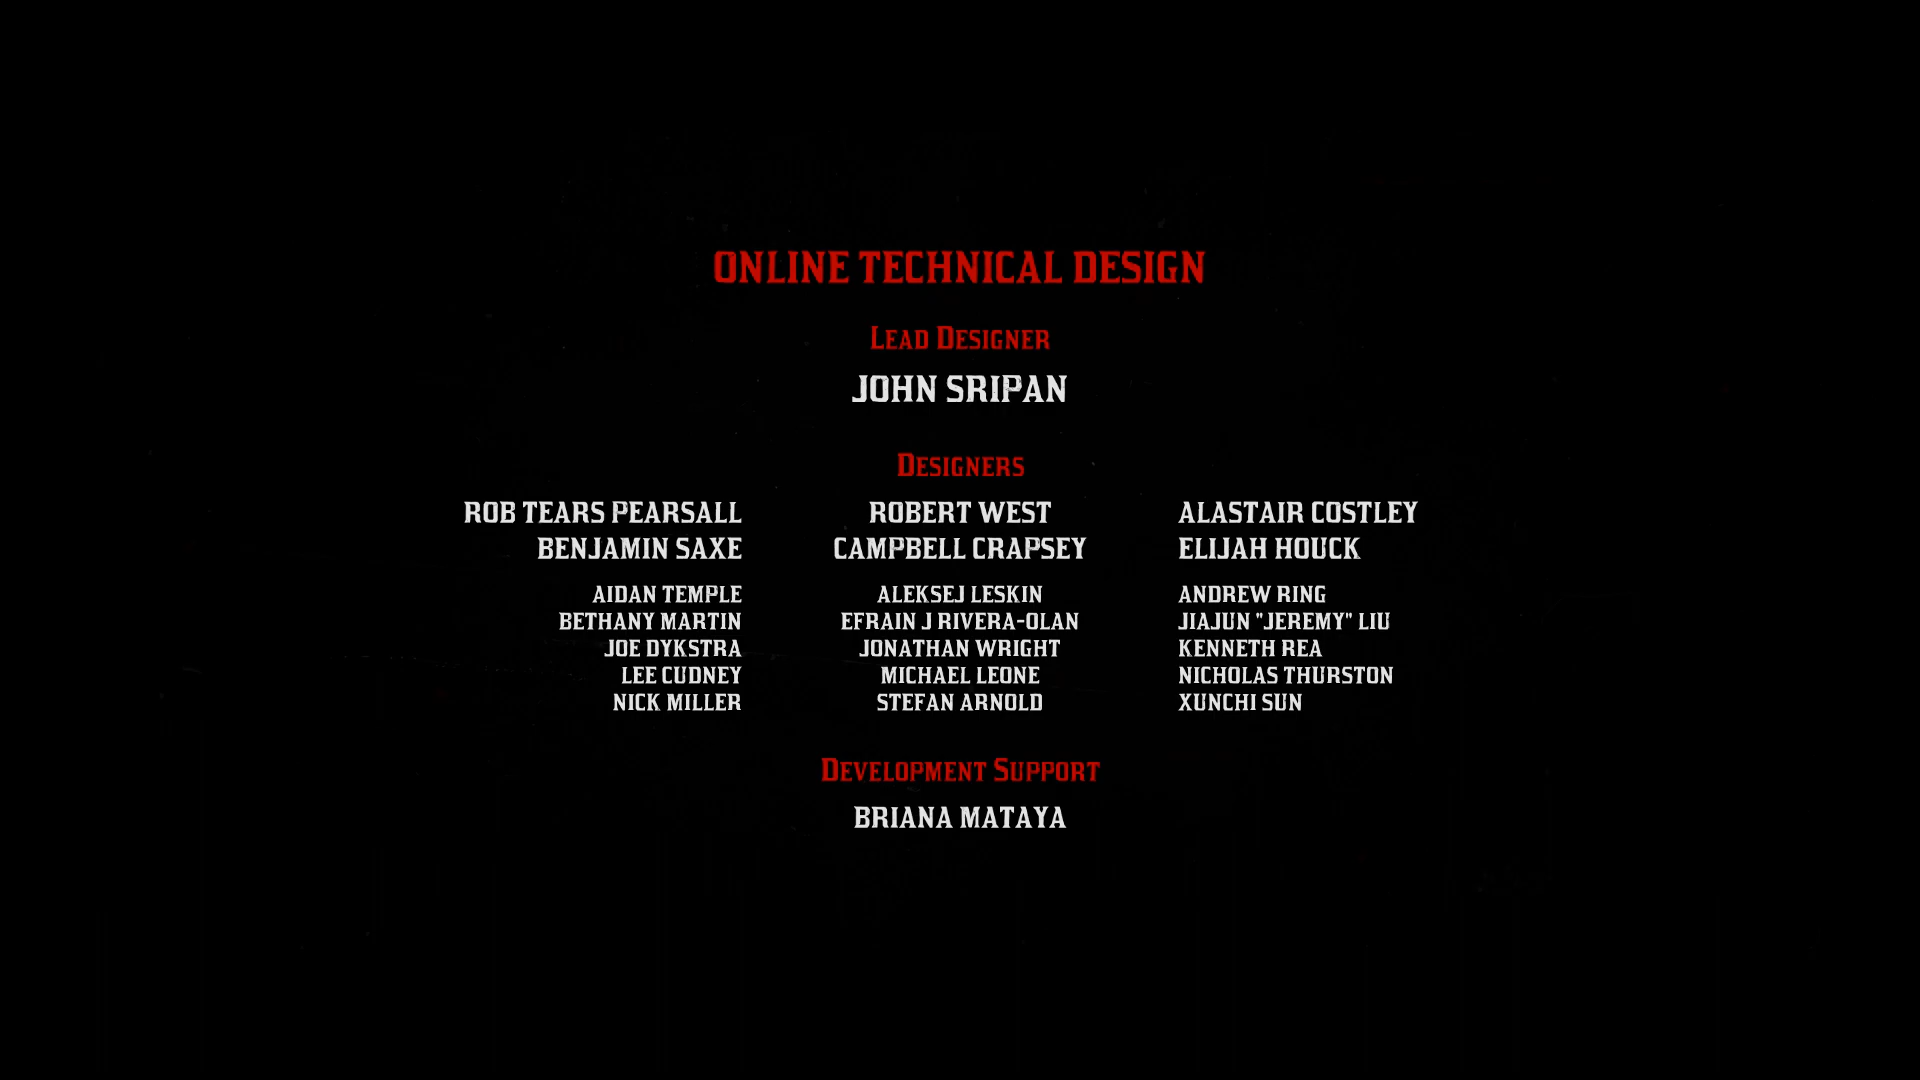 ONLINE TECHNICAL DESIGN
LEAD DESIGNER
JOHN SRIPAN
DESIGNERS
ROB TEARS PEARSALL ROBERT WEST ALASTAIR COSTLEY
BENJAMIN SAXE CAMPBELL CRAPSEY ELIJAH HOUCK
AIDAN TEMPLE ALEKSEJ LESKIN ANDREW RING
BETHANY MARTIN EFRAIN J RIVERA-OLAN JIAJUN "JEREMY" LIU
JOE DYKSTRA JONATHAN WRIGHT KENNETH REA
LEE CUDNEY MICHAEL LEONE NICHOLAS THURSTON
NICK MILLER STEFAN ARNOLD XUNCHI SUN
DEVELOPMENT SUPPORT
BRIANA MATAYA